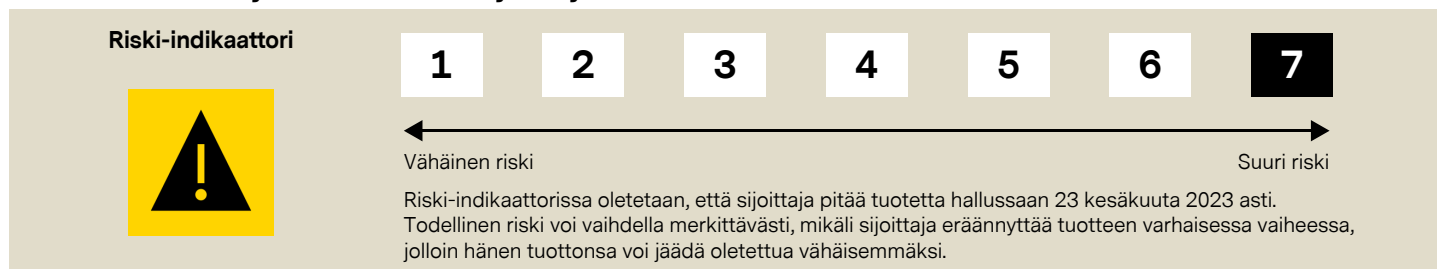 Riski-indikaattori
1 2 3 4 5 6 7
Vähäinen riski Suuri riski
Riski-indikaattorissa oletetaan, että sijoittaja pitää tuotetta hallussaan 23 kesäkuuta 2023 asti.
Todellinen riski voi vaihdella merkittävästi, mikäli sijoittaja eräännyttää tuotteen varhaisessa vaiheessa,
jolloin hänen tuottonsa voi jäädä oletettua vähäisemmäksi.